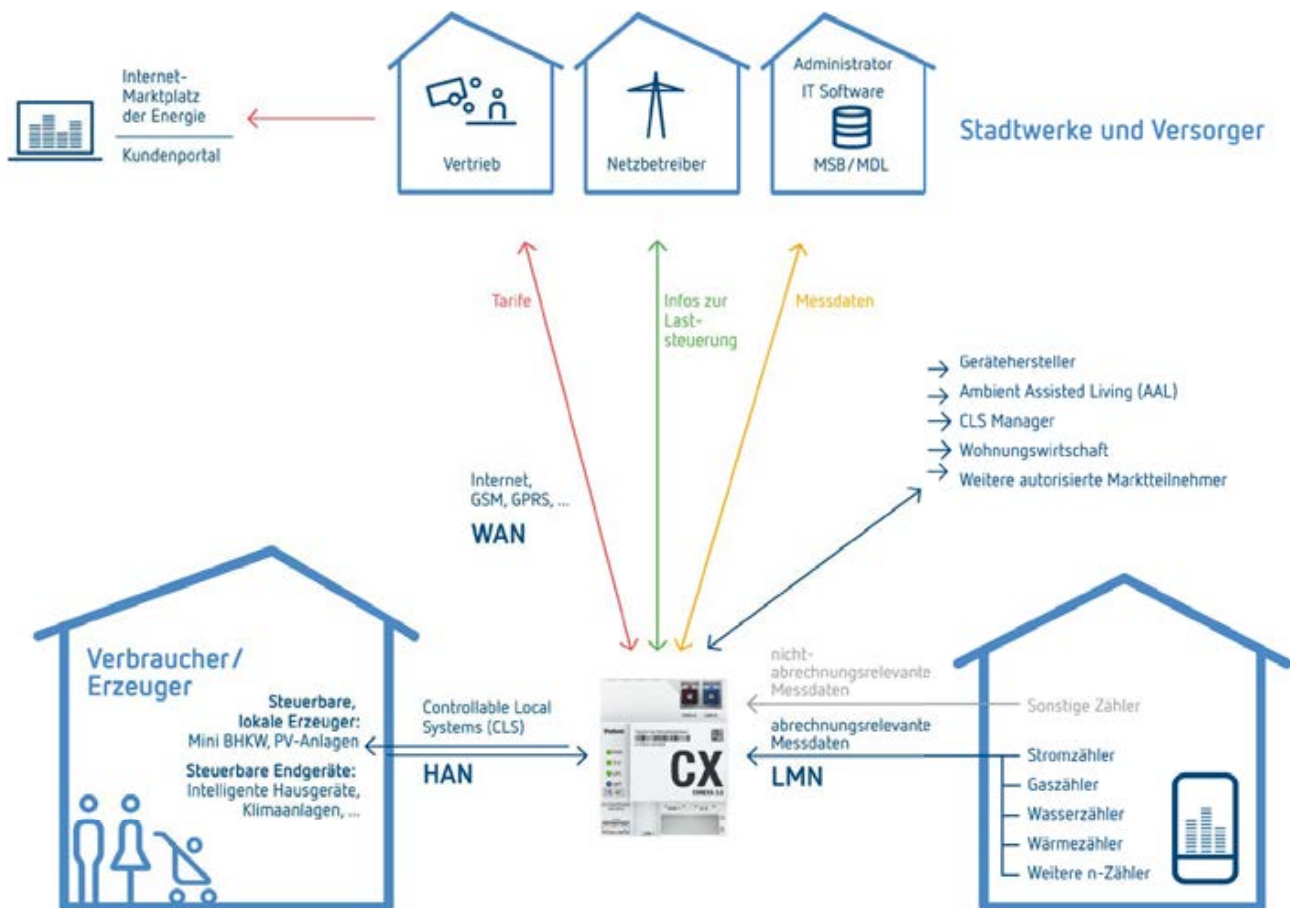 Internet-
Marktplatz
der Energie
Kundenportal
Vertrieb
Netzbetreiber
Administrator
IT Software
MSB/MDL
Stadtwerke und Versorger
Tarife
Infos zur
Last-
steuerung
Messdaten
Gerätehersteller
Ambient Assisted Living (AAL)
CLS Manager
Wohnungswirtschaft
Weitere autorisierte Marktteilnehmer
Internet,
GSM, GPRS, ...
WAN
Verbraucher/
Erzeuger
Steuerbare,
lokale Erzeuger:
Mini BHKW, PV-Anlagen
Steuerbare Endgeräte:
Intelligente Hausgeräte,
Klimaanlagen, ...
Controllable Local
Systems (CLS)
HAN
CX
nicht-
abrechnungsrelevante
Messdaten
abrechnungsrelevante
Messdaten
LMN
Sonstige Zähler
Stromzähler
Gaszähler
Wasserzähler
Wärmezähler
Weitere n-Zähler